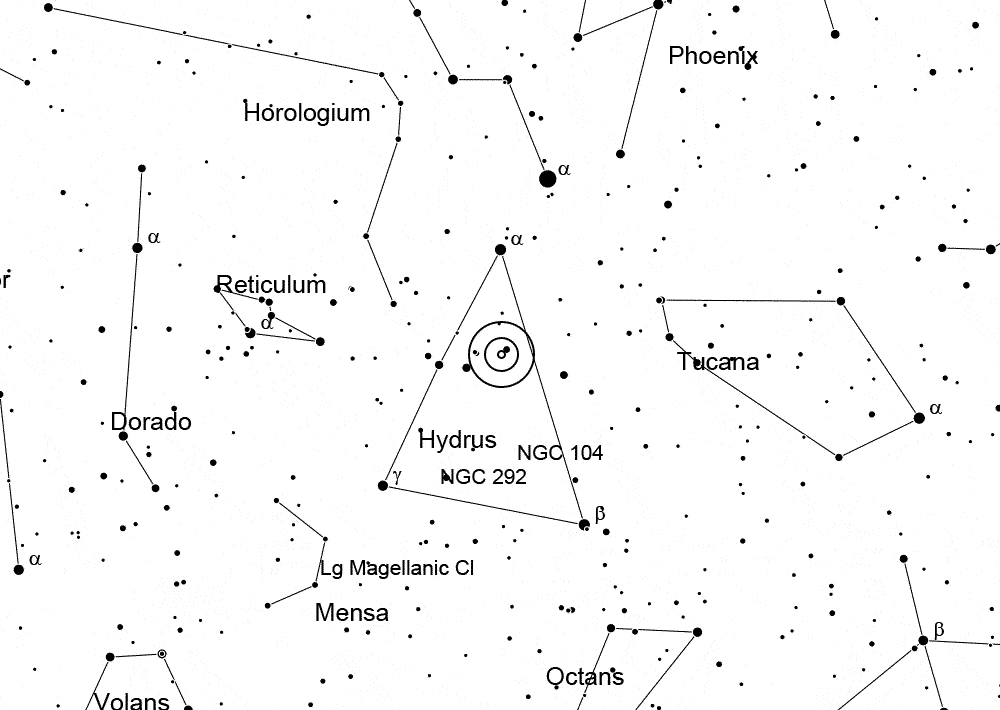 Phoenix
Horologium
α
α
α
r
Reticulum
α
Tucana
α
Dorado
Hydrus
NGC 104
γ
NGC 292
β
α
Lg Magellanic Cl
Mensa
β
Octans
Volans